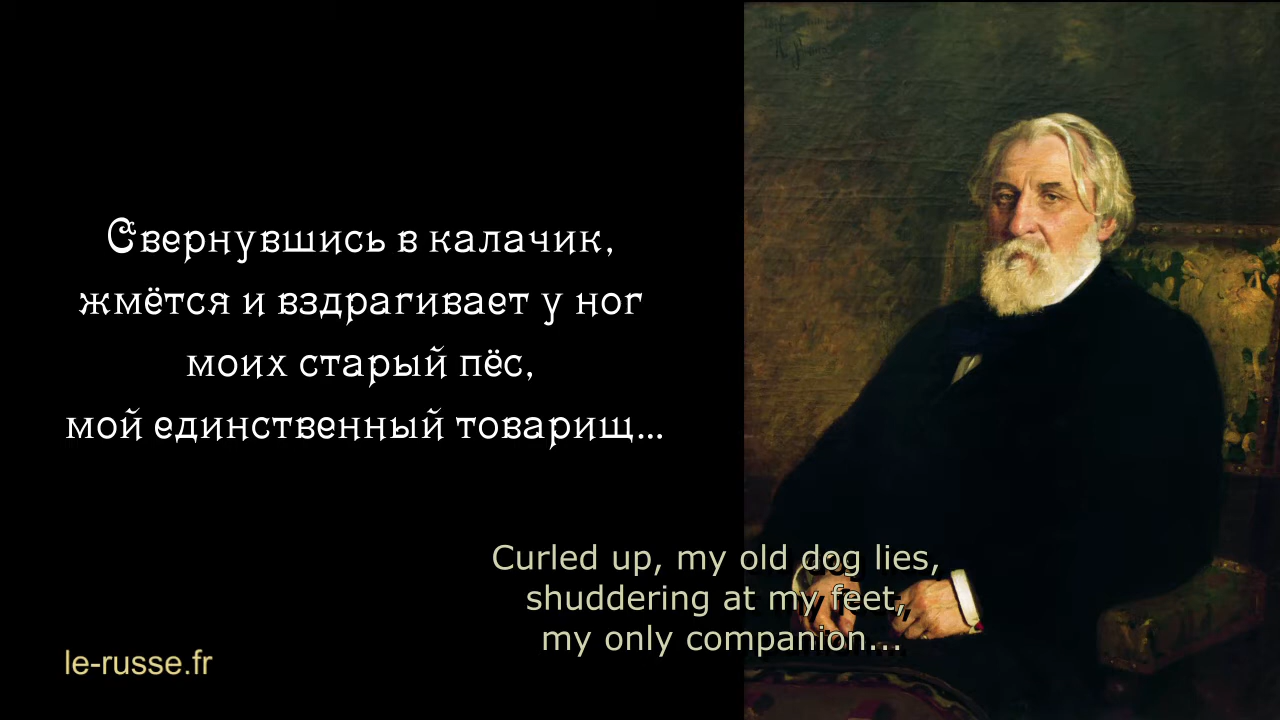 Свернувшись в калачик,
жмётся и вздрагивает у ног
моих старый пёс,
мой единственный товарищ...
Curled up, my old dog lies,
shuddering at my feet,
my only companion...
le-russe.fr